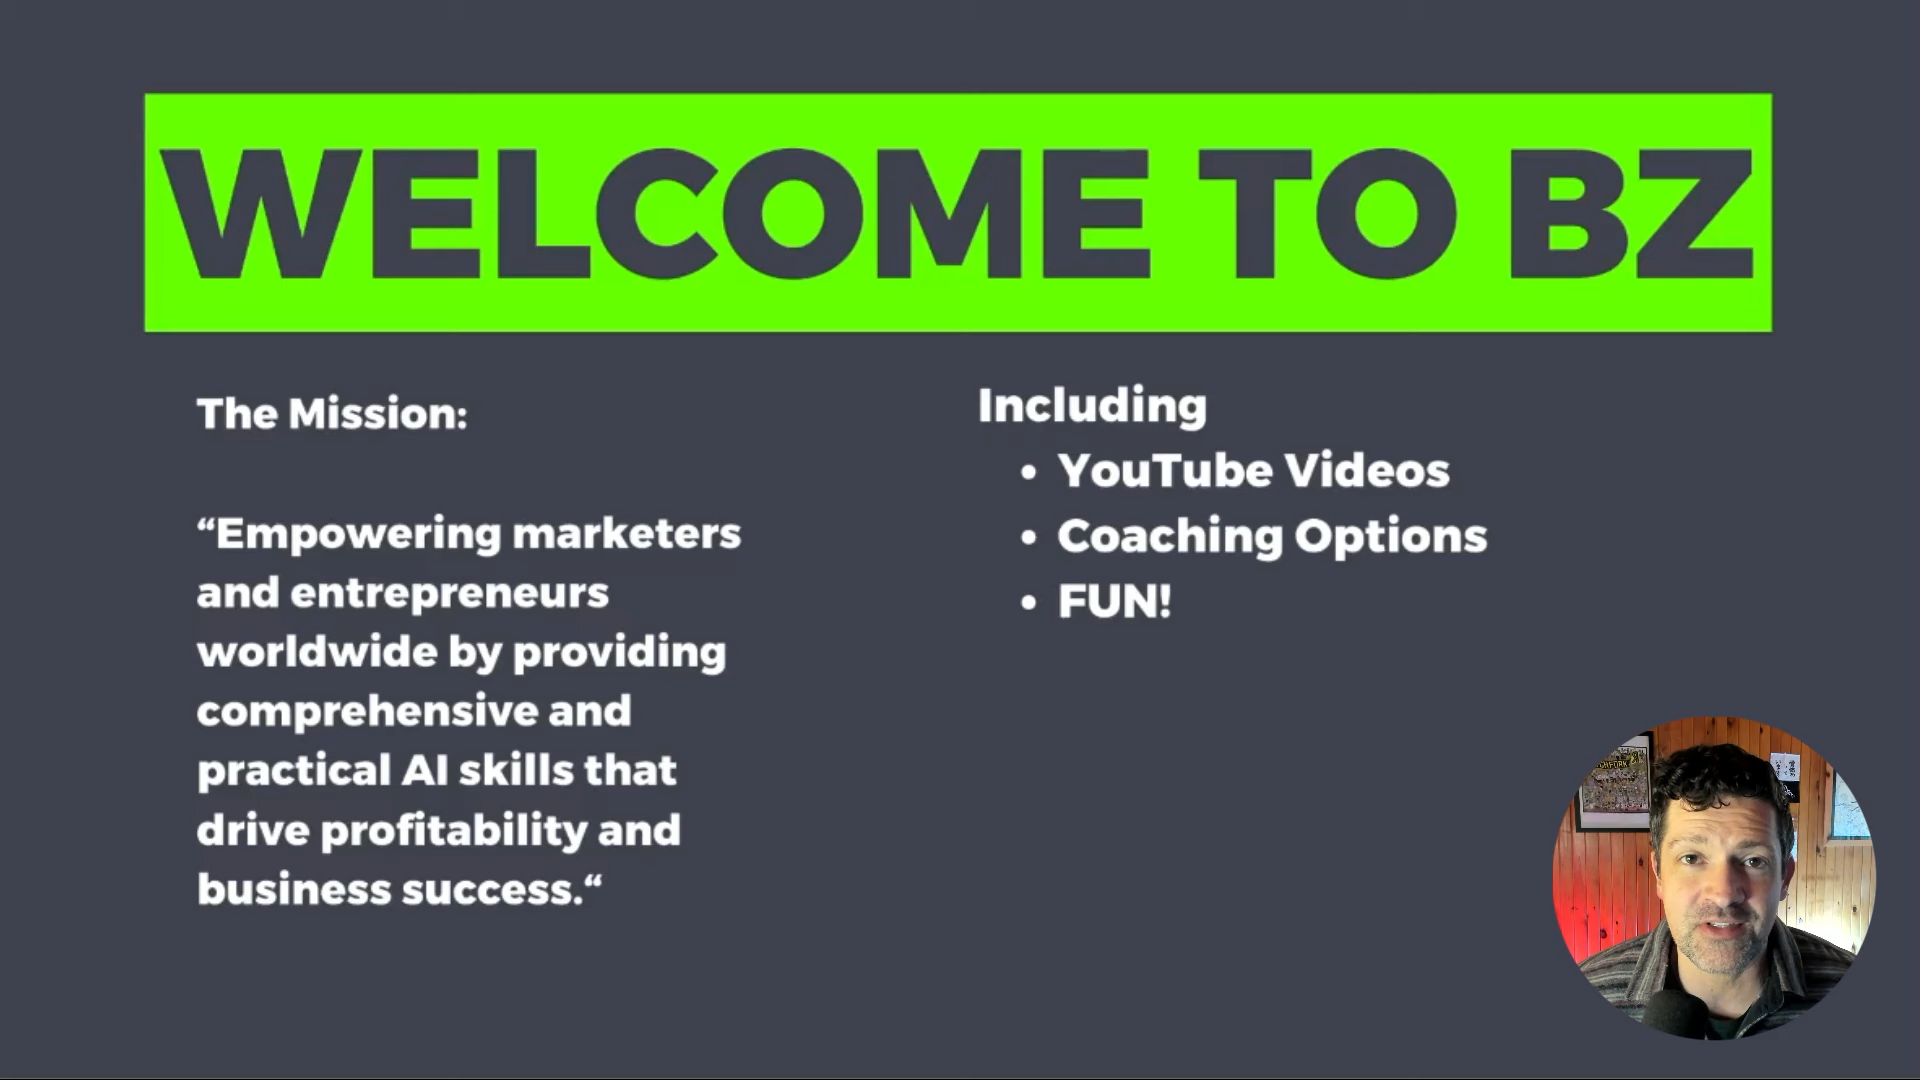 WELCOME TO BZ
The Mission:
“Empowering marketers
and entrepreneurs
worldwide by providing
comprehensive and
practical AI skills that
drive profitability and
business success.“
Including
• YouTube Videos
• Coaching Options
• FUN!